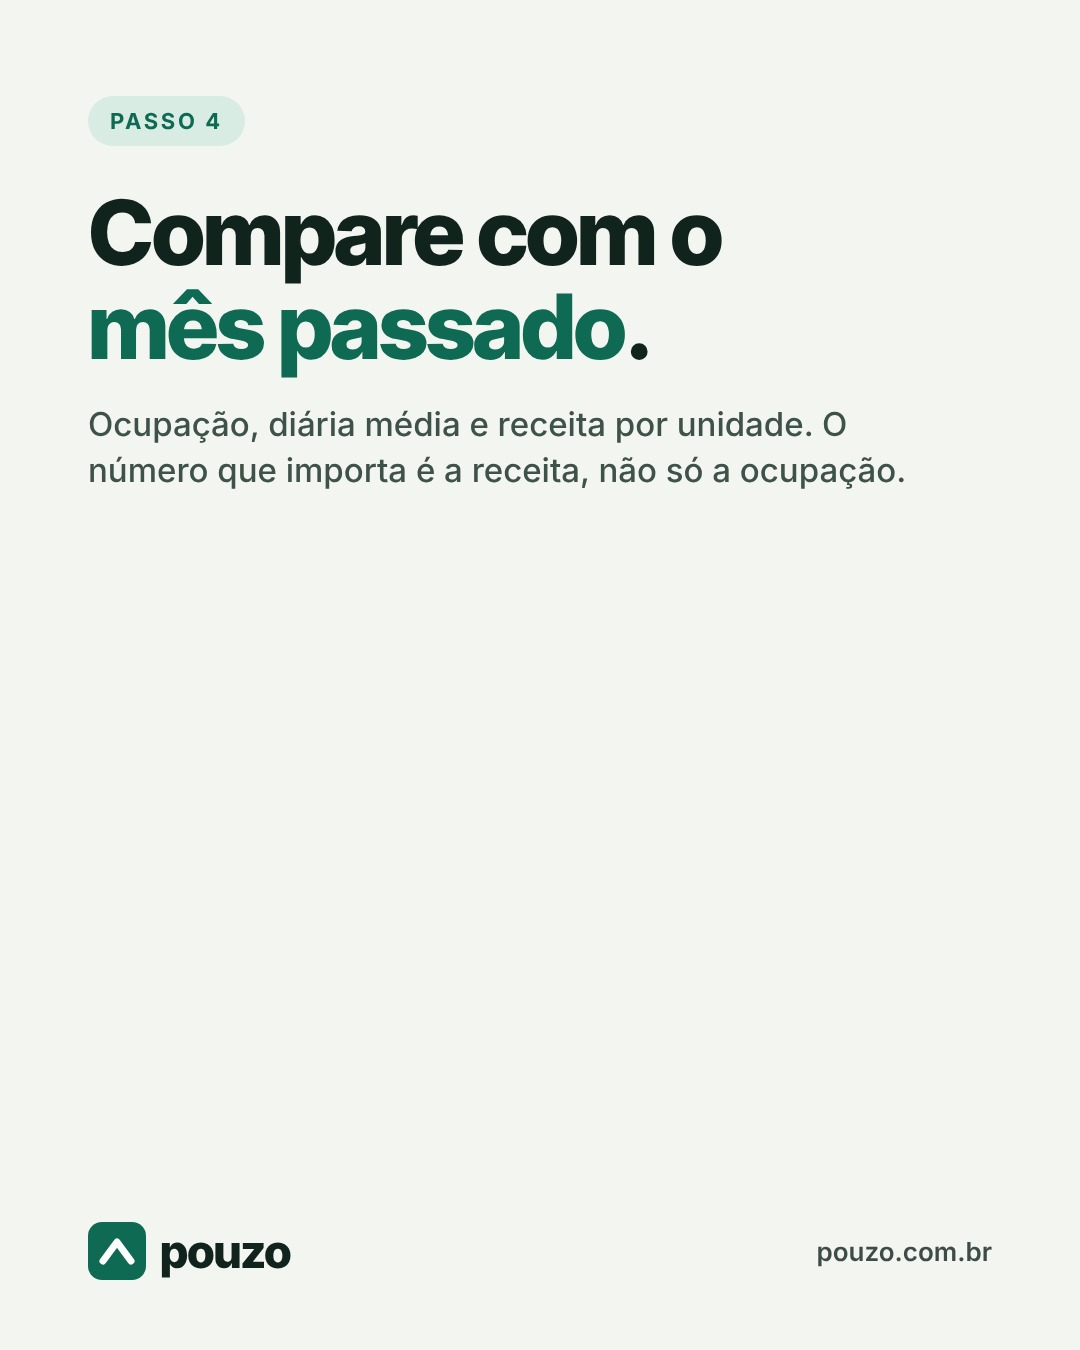 PASSO 4
Compare com o
mês passado.
Ocupação, diária média e receita por unidade. O
número que importa é a receita, não só a ocupação.
pouzo
pouzo.com.br